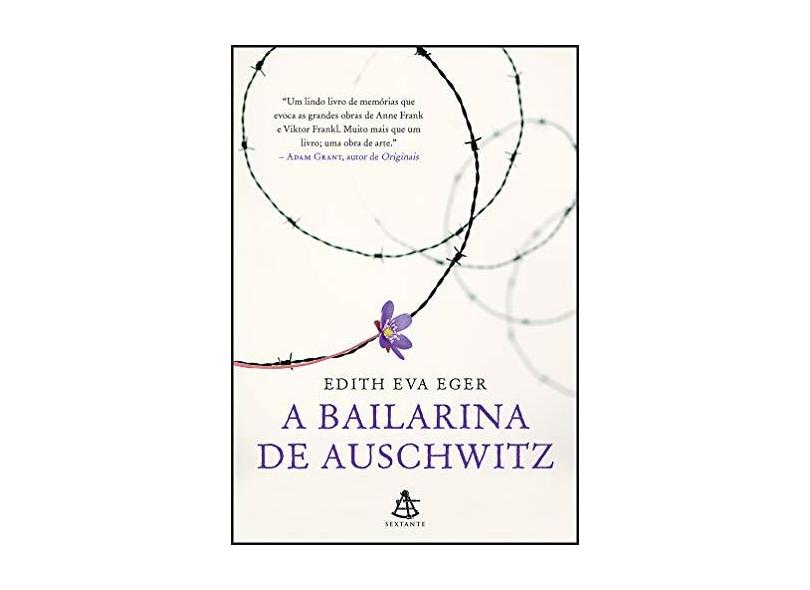 “Um lindo livro de memórias que
evoca as grandes obras de Anne Frank
e Viktor Frankl. Muito mais que um
livro; uma obra de arte.”
– ADAM GRANT, autor de Originais
EDITH EVA EGER
A BAILARINA
DE AUSCHWITZ
SEXTANTE